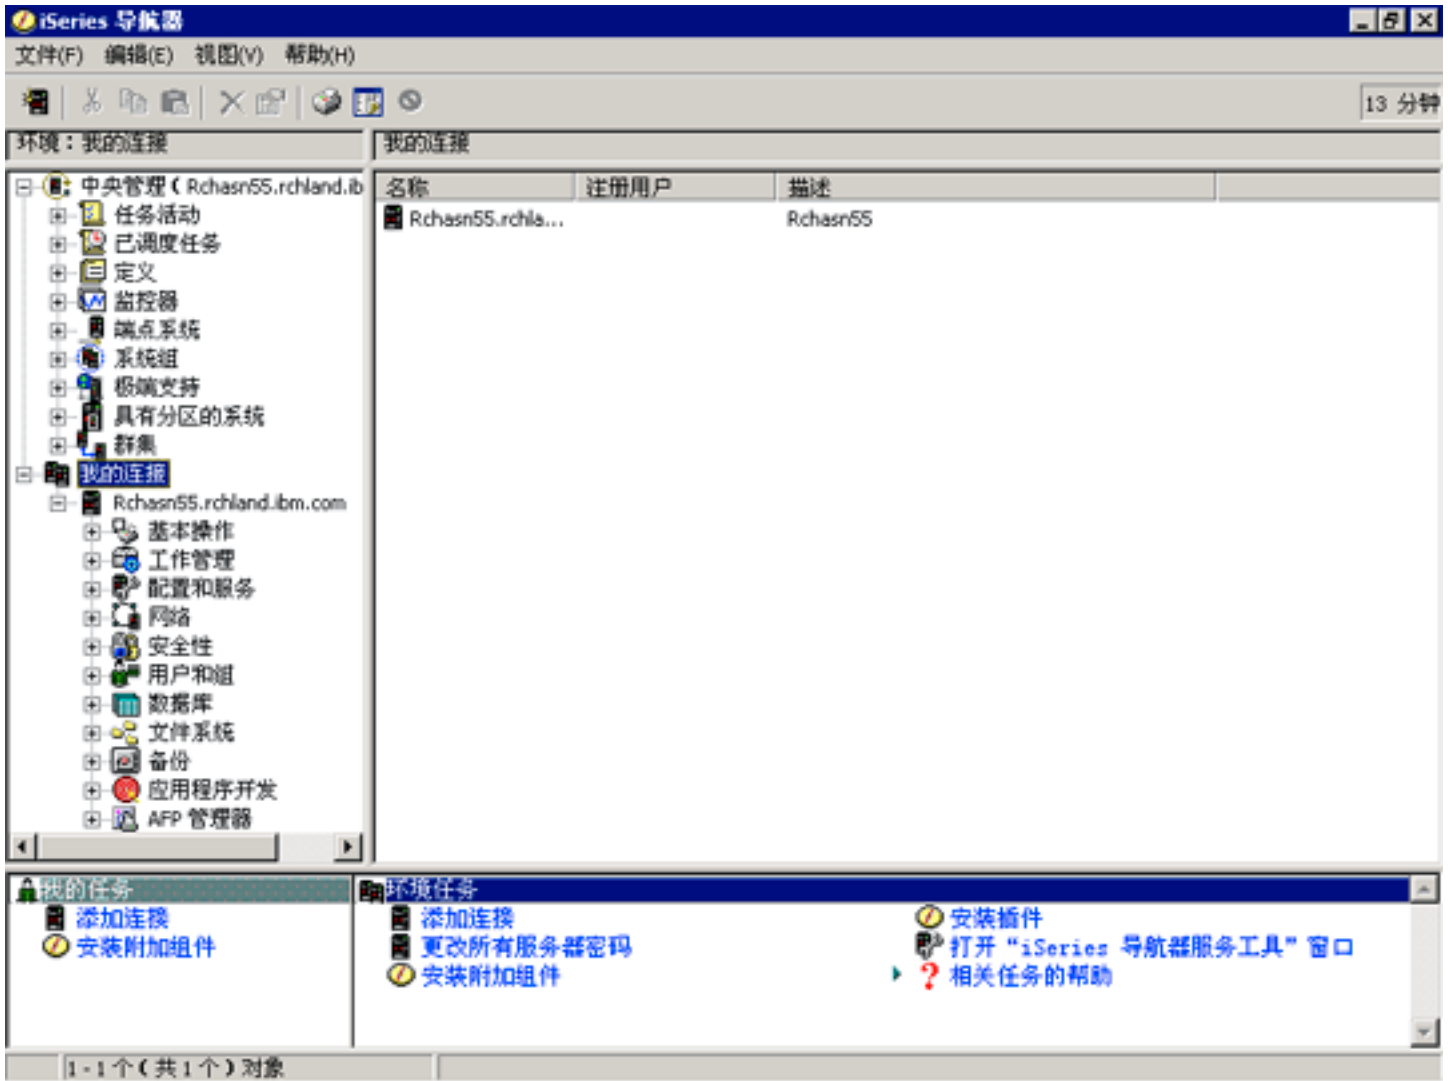 iSeries 导航器
文件(F) 编辑(E) 视图(V) 帮助(H)
13 分钟
环境：我的连接
我的连接
中央管理 ( Rchasn55.rchland.ib
任务活动
已调度任务
定义
监控器
端点系统
系统组
极端支持
具有分区的系统
群集
我的连接
Rchasn55.rchland.ibm.com
基本操作
工作管理
配置和服务
网络
安全性
用户和组
数据库
文件系统
备份
应用程序开发
AFP 管理器
名称 注册用户 描述
Rchasn55.rchla... Rchasn55
我的任务
添加连接
安装附加组件
环境任务
添加连接
更改所有服务器密码
安装附加组件
安装插件
打开“iSeries 导航器服务工具”窗口
相关任务的帮助
1 - 1 个 ( 共 1 个 ) 对象